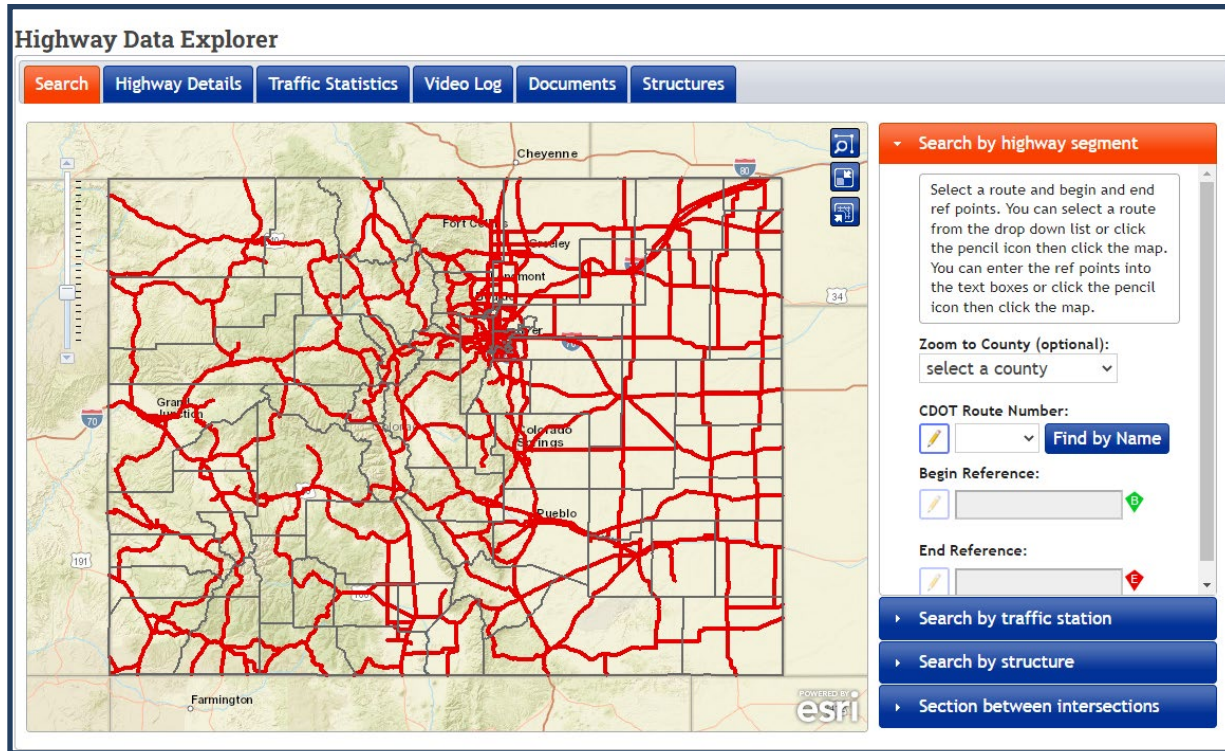 Highway Data Explorer
Search
Highway Details
Traffic Statistics
Video Log
Documents
Structures
Cheyenne
80
Fort
Greeley
34
70
Grand
Junction
Colorado
Springs
Pueblo
191
Farmington
POWERED BY
esri
Search by highway segment
Select a route and begin and end
ref points. You can select a route
from the drop down list or click
the pencil icon then click the map.
You can enter the ref points into
the text boxes or click the pencil
icon then click the map.
Zoom to County (optional):
select a county
CDOT Route Number:
Find by Name
Begin Reference:
B
End Reference:
E
Search by traffic station
Search by structure
Section between intersections